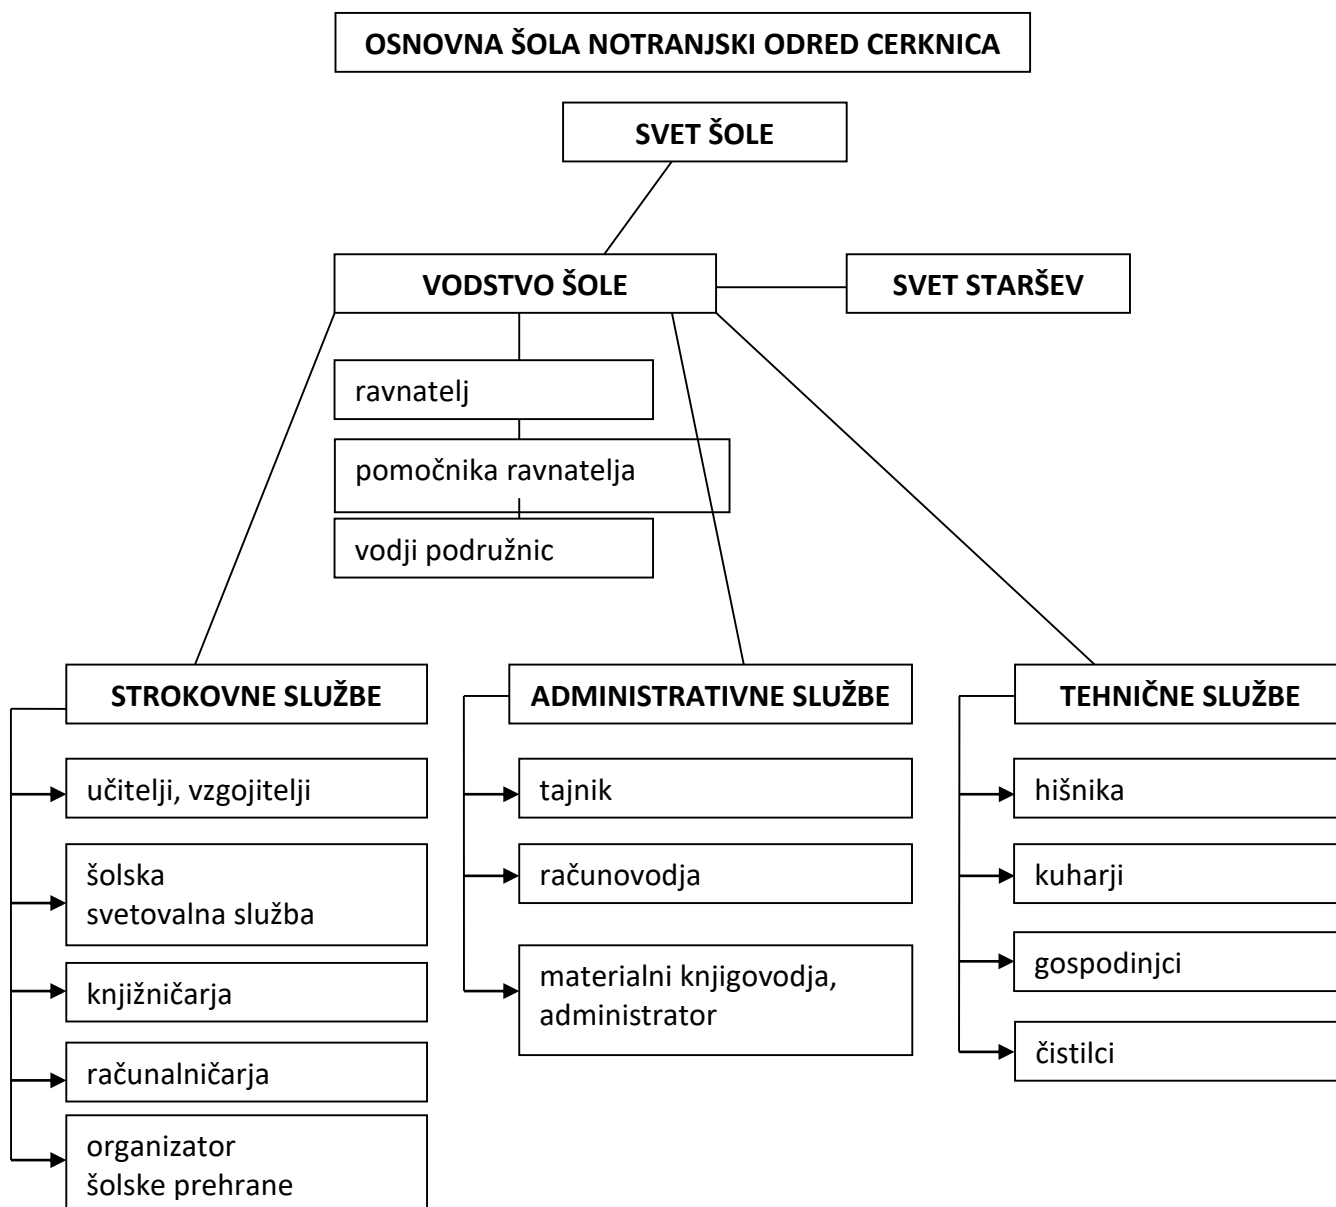 OSNOVNA ŠOLA NOTRANJSKI ODRED CERKNICA
SVET ŠOLE
VODSTVO ŠOLE
SVET STARŠEV
ravnatelj
pomočnika ravnatelja
vodji podružnic
STROKOVNE SLUŽBE
učitelji, vzgojitelji
šolska
svetovalna služba
knjižničarja
računalničarja
organizator
šolske prehrane
ADMINISTRATIVNE SLUŽBE
tajnik
računovodja
materialni knjigovodja,
administrator
TEHNIČNE SLUŽBE
hišnika
kuharji
gospodinjci
čistilci